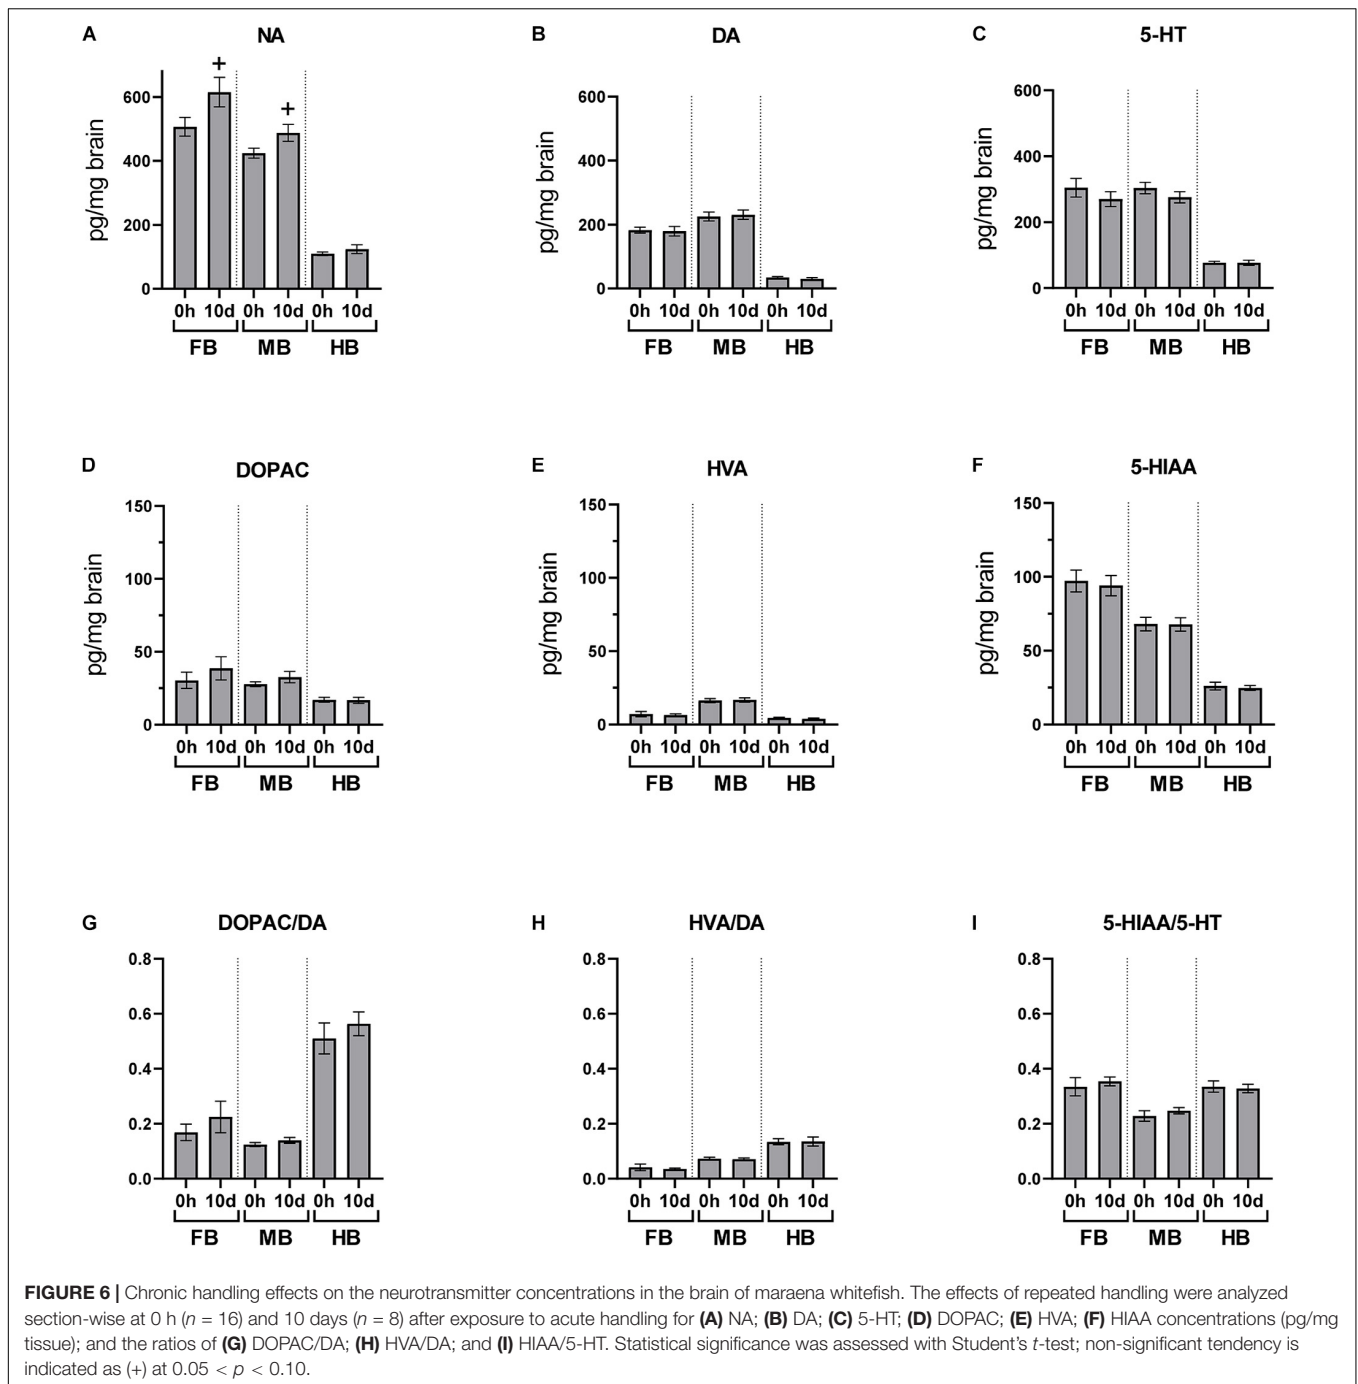 A NA
B DA
C 5-HT
pg/mg brain
600
400
200
0
+
+
0h 10d 0h 10d 0h 10d
FB MB HB
pg/mg brain
600
400
200
0
0h 10d 0h 10d 0h 10d
FB MB HB
pg/mg brain
600
400
200
0
0h 10d 0h 10d 0h 10d
FB MB HB
D DOPAC
E HVA
F 5-HIAA
pg/mg brain
150
100
50
0
0h 10d 0h 10d 0h 10d
FB MB HB
pg/mg brain
150
100
50
0
0h 10d 0h 10d 0h 10d
FB MB HB
pg/mg brain
150
100
50
0
0h 10d 0h 10d 0h 10d
FB MB HB
G DOPAC/DA
H HVA/DA
I 5-HIAA/5-HT
0.8
0.6
0.4
0.2
0.0
0h 10d 0h 10d 0h 10d
FB MB HB
0.8
0.6
0.4
0.2
0.0
0h 10d 0h 10d 0h 10d
FB MB HB
0.8
0.6
0.4
0.2
0.0
0h 10d 0h 10d 0h 10d
FB MB HB
FIGURE 6 | Chronic handling effects on the neurotransmitter concentrations in the brain of maraena whitefish. The effects of repeated handling were analyzed
section-wise at 0 h (n = 16) and 10 days (n = 8) after exposure to acute handling for (A) NA; (B) DA; (C) 5-HT; (D) DOPAC; (E) HVA; (F) HIAA concentrations (pg/mg
tissue); and the ratios of (G) DOPAC/DA; (H) HVA/DA; and (I) HIAA/5-HT. Statistical significance was assessed with Student's t-test; non-significant tendency is
indicated as (+) at 0.05 < p < 0.10.